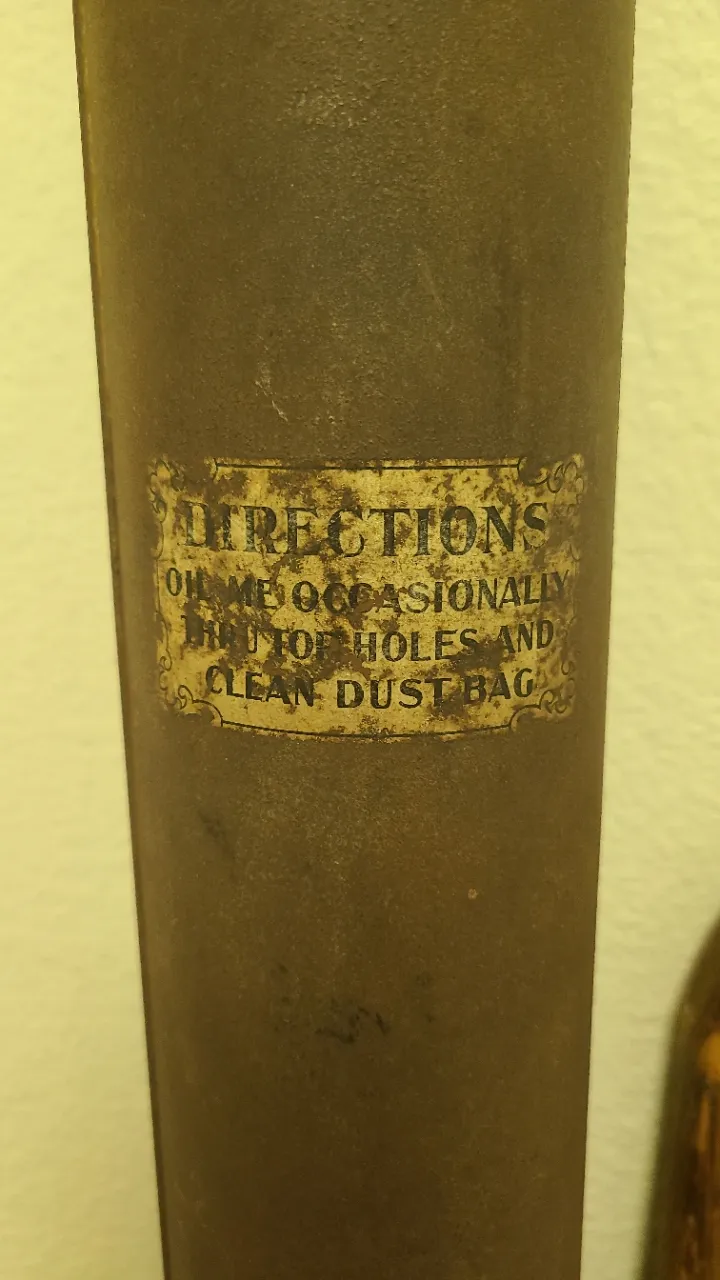 DIRECTIONS
OIL ME OCCASIONALLY
THRU TOP HOLES AND
CLEAN DUST BAG